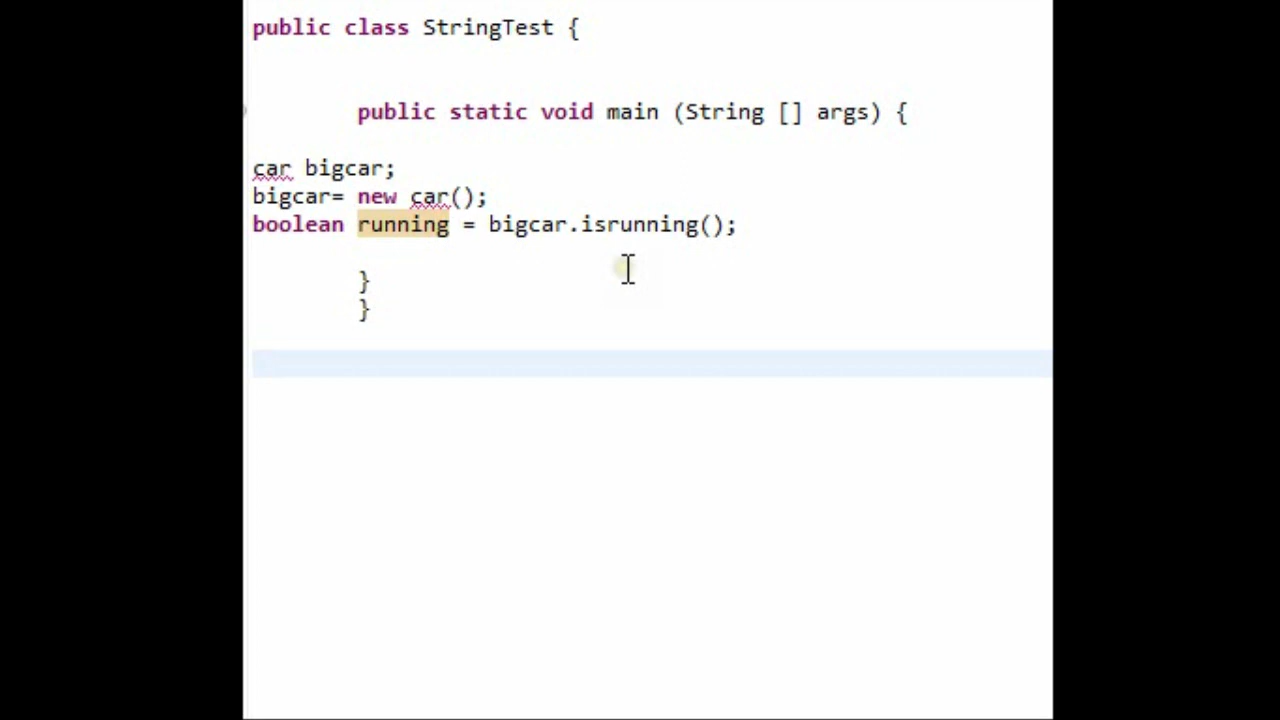 public class StringTest {
public static void main (String [] args) {
car bigcar;
bigcar= new car();
boolean running = bigcar.isrunning();
}
}